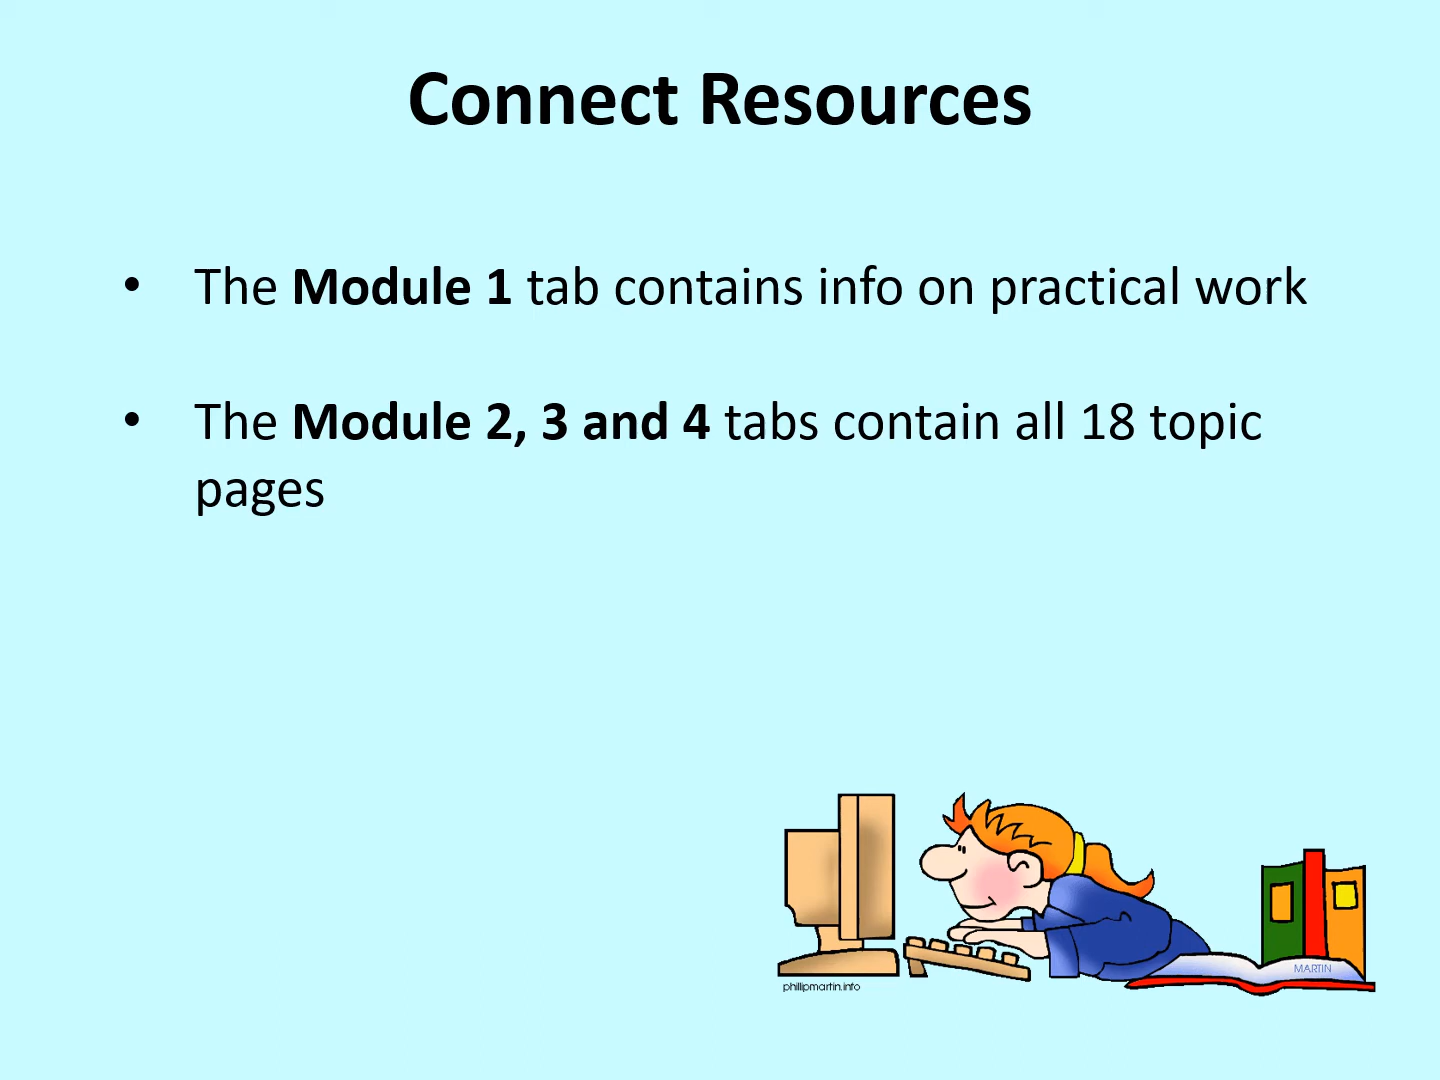 Connect Resources
• The Module 1 tab contains info on practical work
• The Module 2, 3 and 4 tabs contain all 18 topic
pages
MARTIN
phillipmartin.info